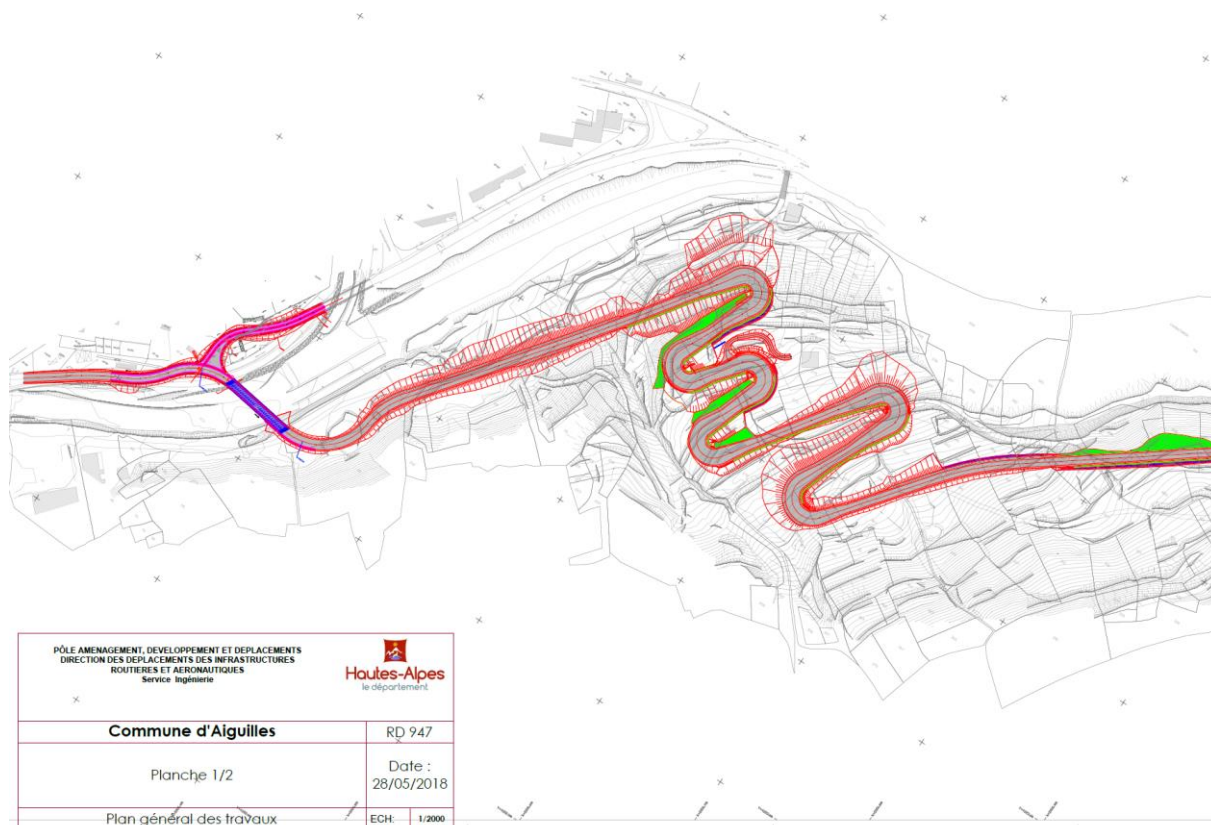 PÔLE AMENAGEMENT, DEVELOPPEMENT ET DEPLACEMENTS
DIRECTION DES DEPLACEMENTS DES INFRASTRUCTURES
ROUTIERES ET AERONAUTIQUES
Service Ingénierie
Hautes-Alpes
le département
Commune d'Aiguilles
RD 947
Planche 1/2
Date :
28/05/2018
Plan général des travaux
ECH:
1/2000